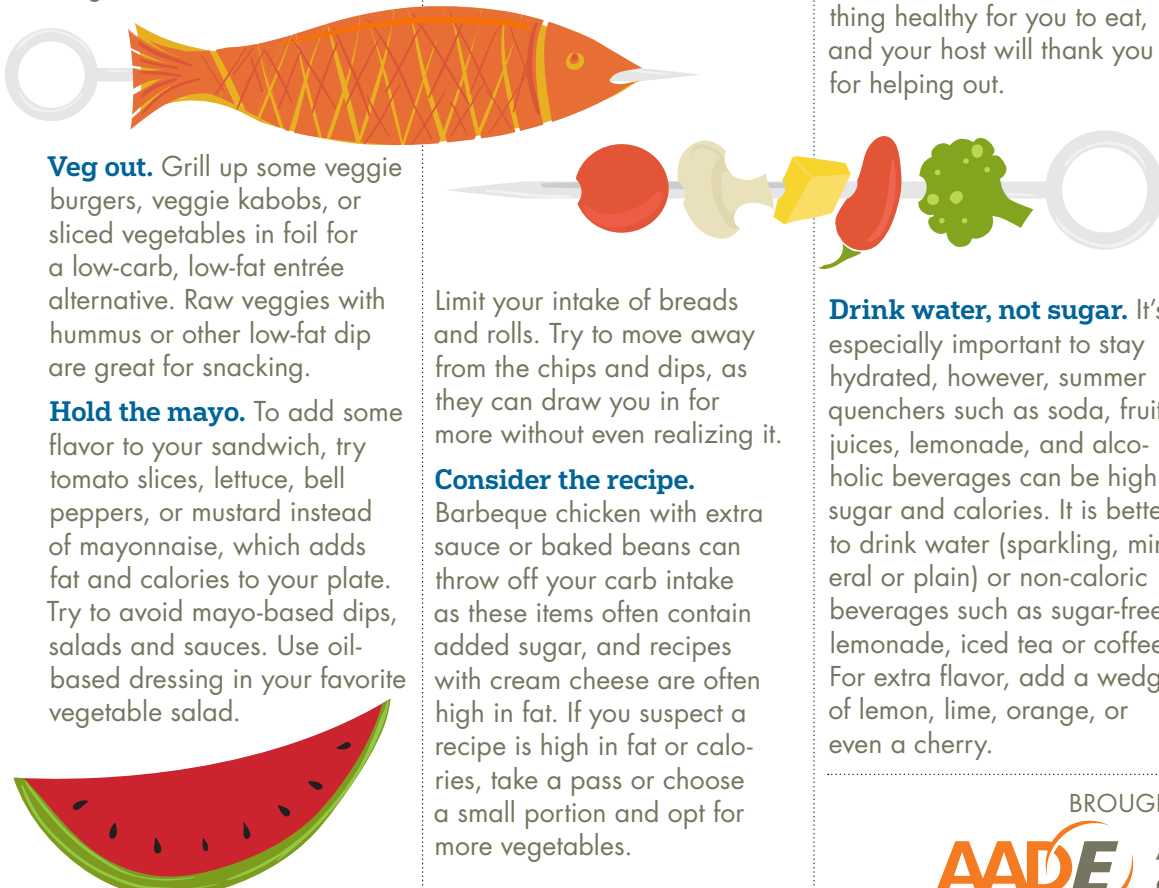 Veg out. Grill up some veggie
burgers, veggie kabobs, or
sliced vegetables in foil for
a low-carb, low-fat entrée
alternative. Raw veggies with
hummus or other low-fat dip
are great for snacking.
Hold the mayo. To add some
flavor to your sandwich, try
tomato slices, lettuce, bell
peppers, or mustard instead
of mayonnaise, which adds
fat and calories to your plate.
Try to avoid mayo-based dips,
salads and sauces. Use oil-
based dressing in your favorite
vegetable salad.
Limit your intake of breads
and rolls. Try to move away
from the chips and dips, as
they can draw you in for
more without even realizing it.
Consider the recipe.
Barbeque chicken with extra
sauce or baked beans can
throw off your carb intake
as these items often contain
added sugar, and recipes
with cream cheese are often
high in fat. If you suspect a
recipe is high in fat or calo-
ries, take a pass or choose
a small portion and opt for
more vegetables.
thing healthy for you to eat,
and your host will thank you
for helping out.
Drink water, not sugar. It's
especially important to stay
hydrated, however, summer
quenchers such as soda, fruit
juices, lemonade, and alco-
holic beverages can be high
sugar and calories. It is bette
to drink water (sparkling, min
eral or plain) or non-caloric
beverages such as sugar-free
lemonade, iced tea or coffee
For extra flavor, add a wedg
of lemon, lime, orange, or
even a cherry.
BROUG
AADE